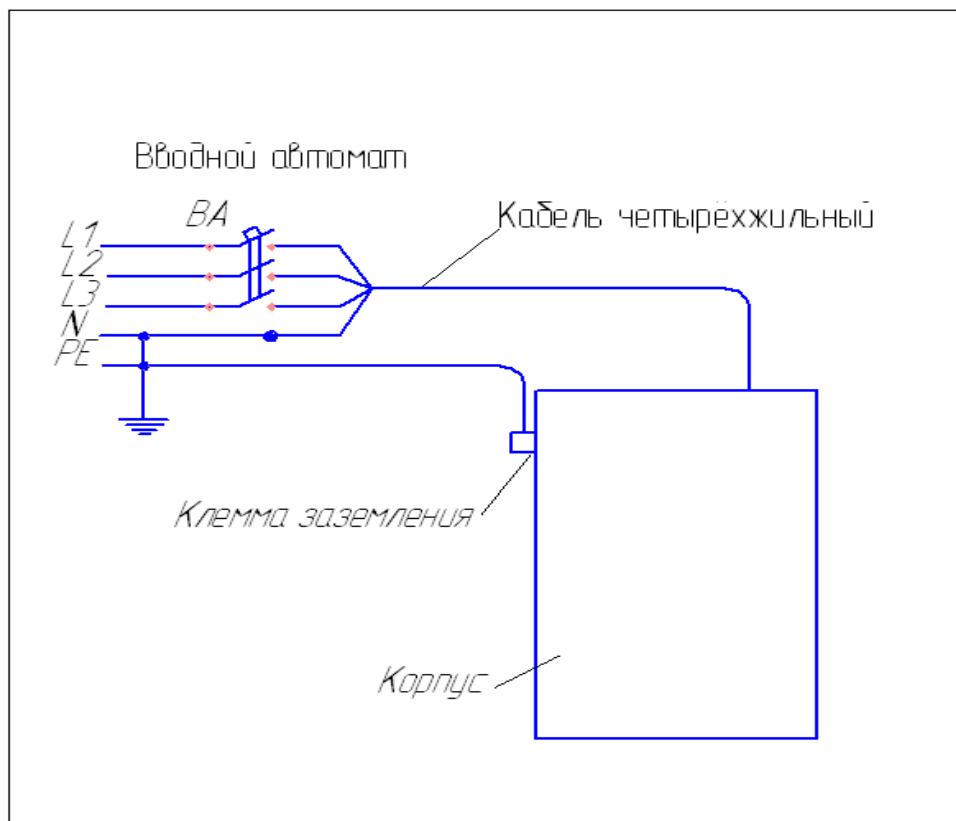 Вводной автомат
ВА
L1
L2
L3
N
PE
Кабель четырёхжильный
Клемма заземления
Корпус